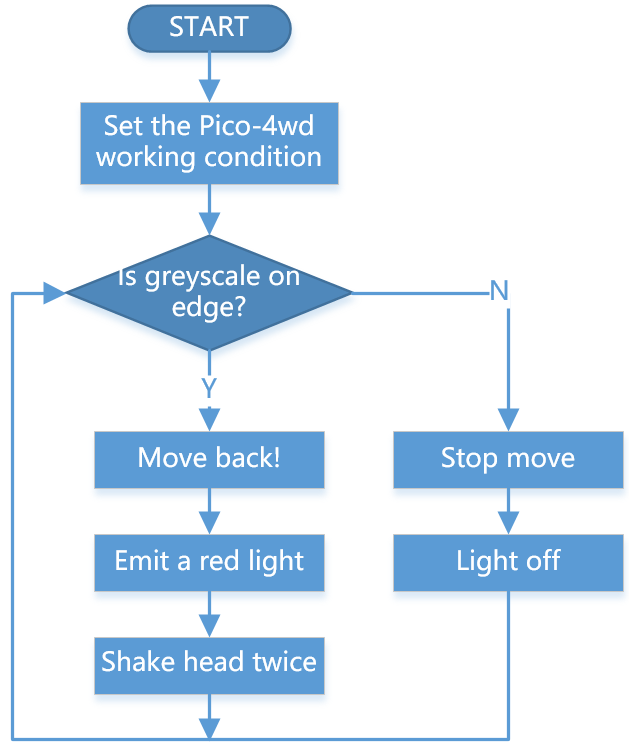 START
Set the Pico-4wd
working condition
Is greyscale on
edge?
N
Y
Move back!
Stop move
Emit a red light
Light off
Shake head twice